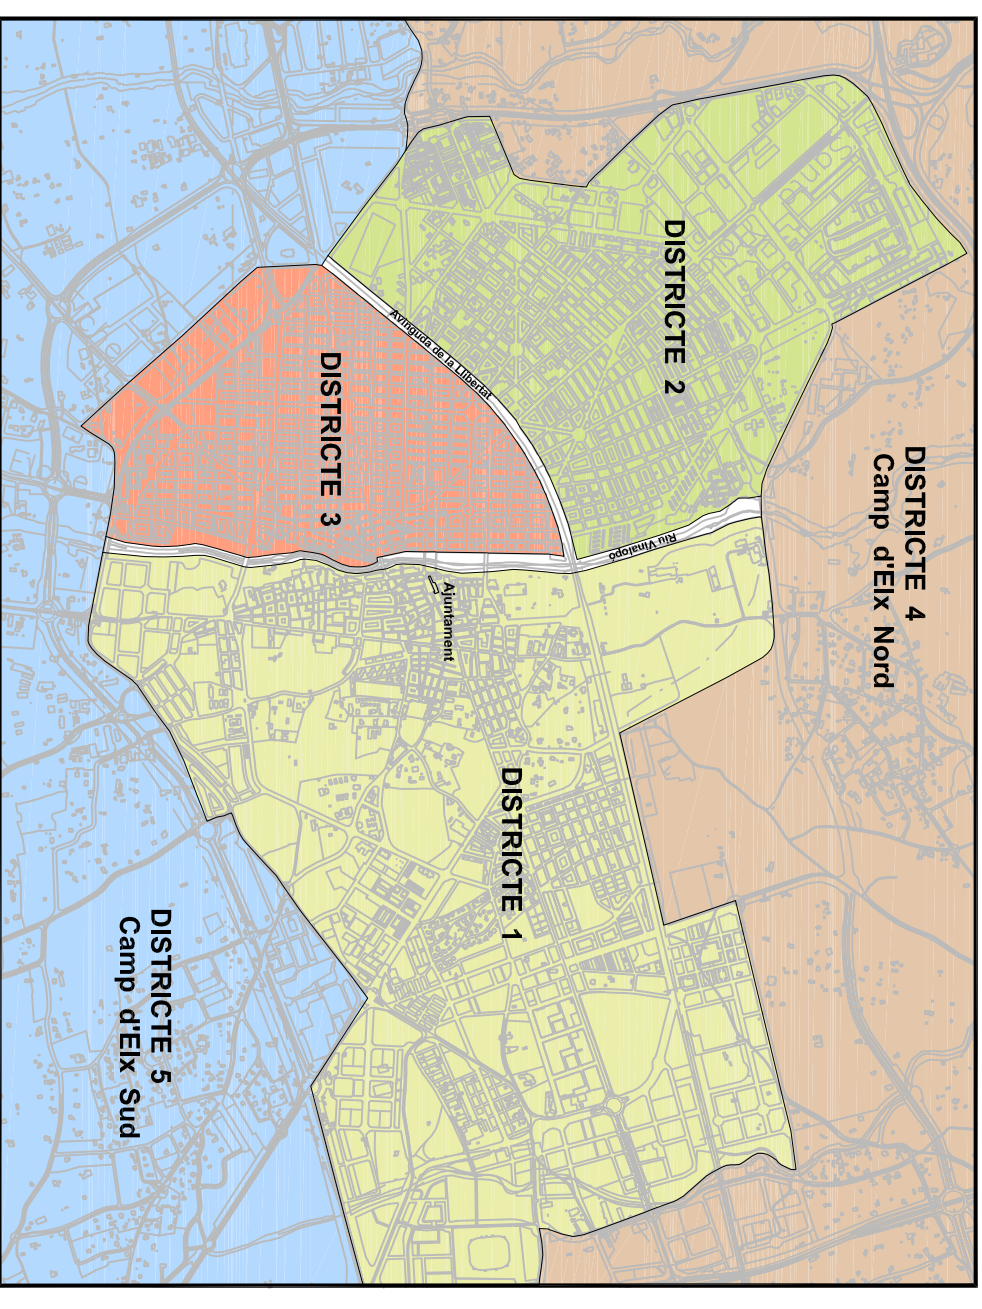 DISTRICTE 4
Camp d'Elx Nord
DISTRICTE 2
Riu Vinalopó
Avinguda de la Llibertat
DISTRICTE 3
Ajuntament
DISTRICTE 1
DISTRICTE 5
Camp d'Elx Sud